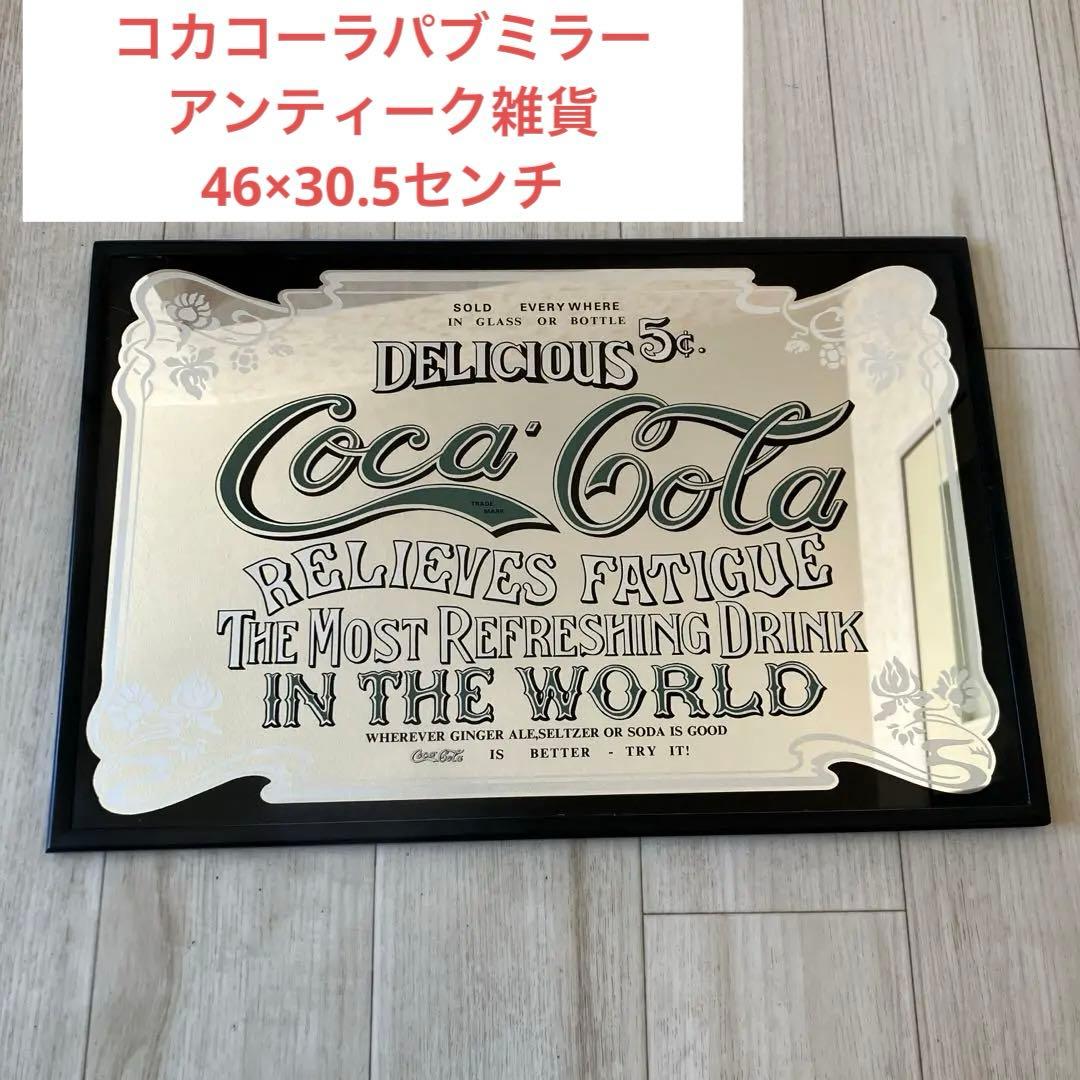 コカコーラパブミラー
アンティーク雑貨
46×30.5センチ
SOLD EVERYWHERE
IN GLASS OR BOTTLE
DELICIOUS 5¢.
Coca-Cola
TRADE
MARK
RELIEVES FATIGUE
THE MOST REFRESHING DRINK
IN THE WORLD
WHEREVER GINGER ALE,SELTZER OR SODA IS GOOD
Coca-Cola IS BETTER - TRY IT!